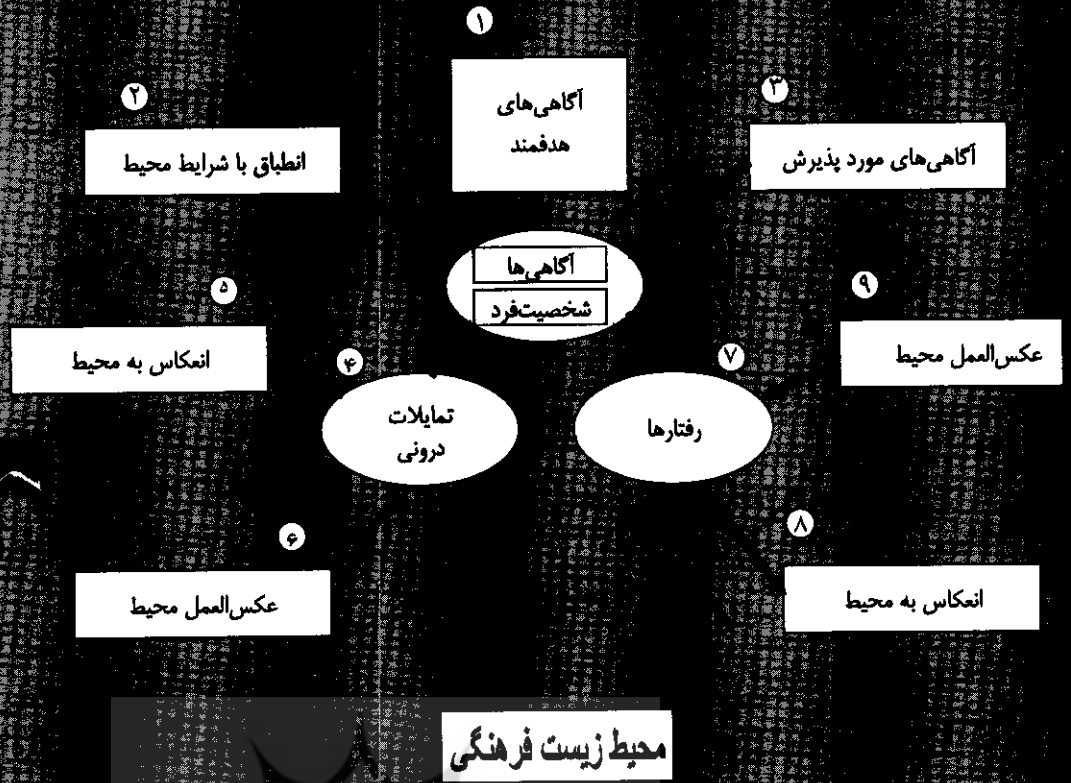 ۱
آگاهی‌های
هدفمند
۲
انطباق با شرایط محیط
۳
آگاهی‌های مورد پذیرش
آگاهی‌ها
شخصیت‌فرد
۵
انعکاس به محیط
۹
عکس‌العمل محیط
۴
تمایلات
درونی
۷
رفتارها
۶
عکس‌العمل محیط
۸
انعکاس به محیط
محیط زیست فرهنگی